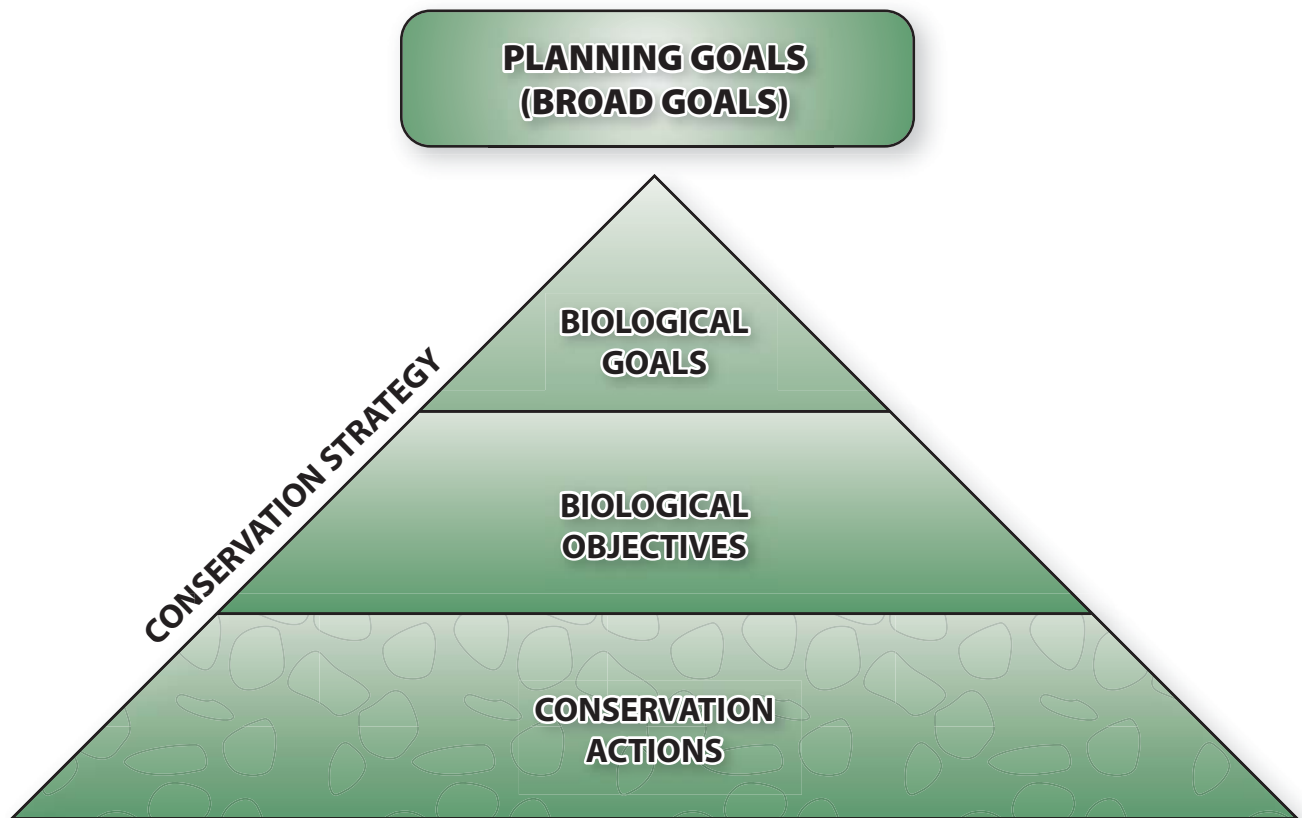 PLANNING GOALS
(BROAD GOALS)
BIOLOGICAL
GOALS
CONSERVATION STRATEGY
BIOLOGICAL
OBJECTIVES
CONSERVATION
ACTIONS